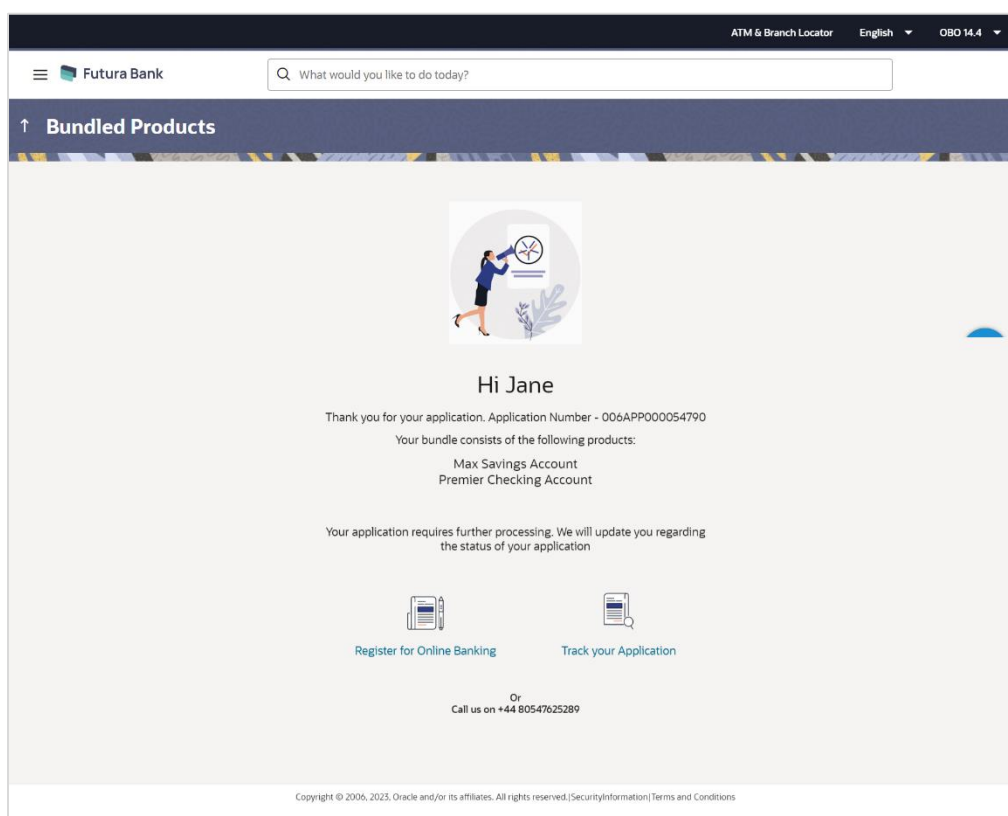 ATM & Branch Locator English OBO 14.4
Futura Bank What would you like to do today?
↑ Bundled Products
Hi Jane
Thank you for your application. Application Number - 006APP000054790
Your bundle consists of the following products:
Max Savings Account
Premier Checking Account
Your application requires further processing. We will update you regarding
the status of your application
Register for Online Banking Track your Application
Or
Call us on +44 80547625289
Copyright © 2006, 2023, Oracle and/or its affiliates. All rights reserved.|SecurityInformation|Terms and Conditions